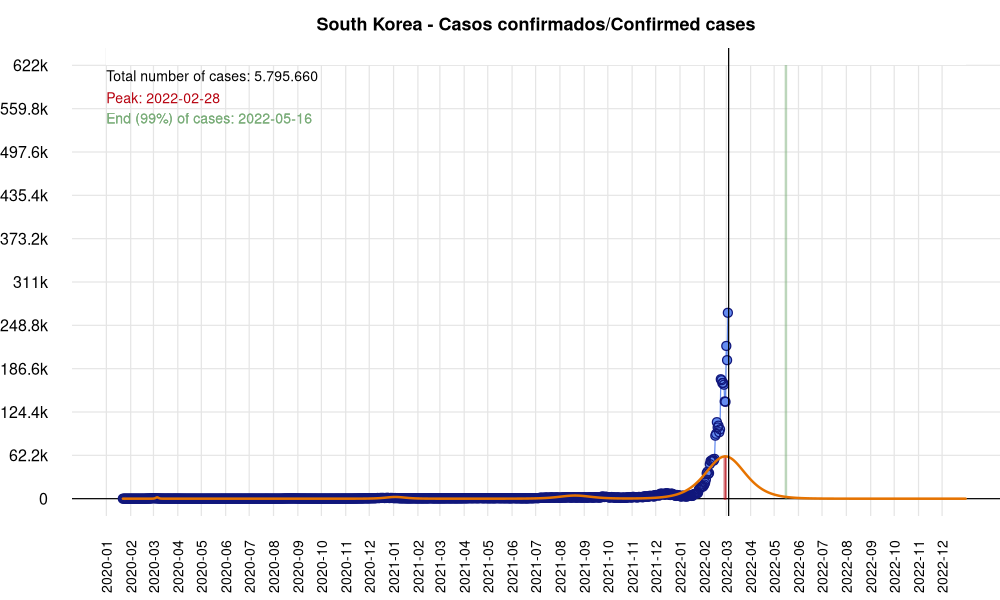 South Korea - Casos confirmados/Confirmed cases
Total number of cases: 5.795.660
Peak: 2022-02-28
End (99%) of cases: 2022-05-16
622k
559.8k
497.6k
435.4k
373.2k
311k
248.8k
186.6k
124.4k
62.2k
0
2020-01
2020-02
2020-03
2020-04
2020-05
2020-06
2020-07
2020-08
2020-09
2020-10
2020-11
2020-12
2021-01
2021-02
2021-03
2021-04
2021-05
2021-06
2021-07
2021-08
2021-09
2021-10
2021-11
2021-12
2022-01
2022-02
2022-03
2022-04
2022-05
2022-06
2022-07
2022-08
2022-09
2022-10
2022-11
2022-12